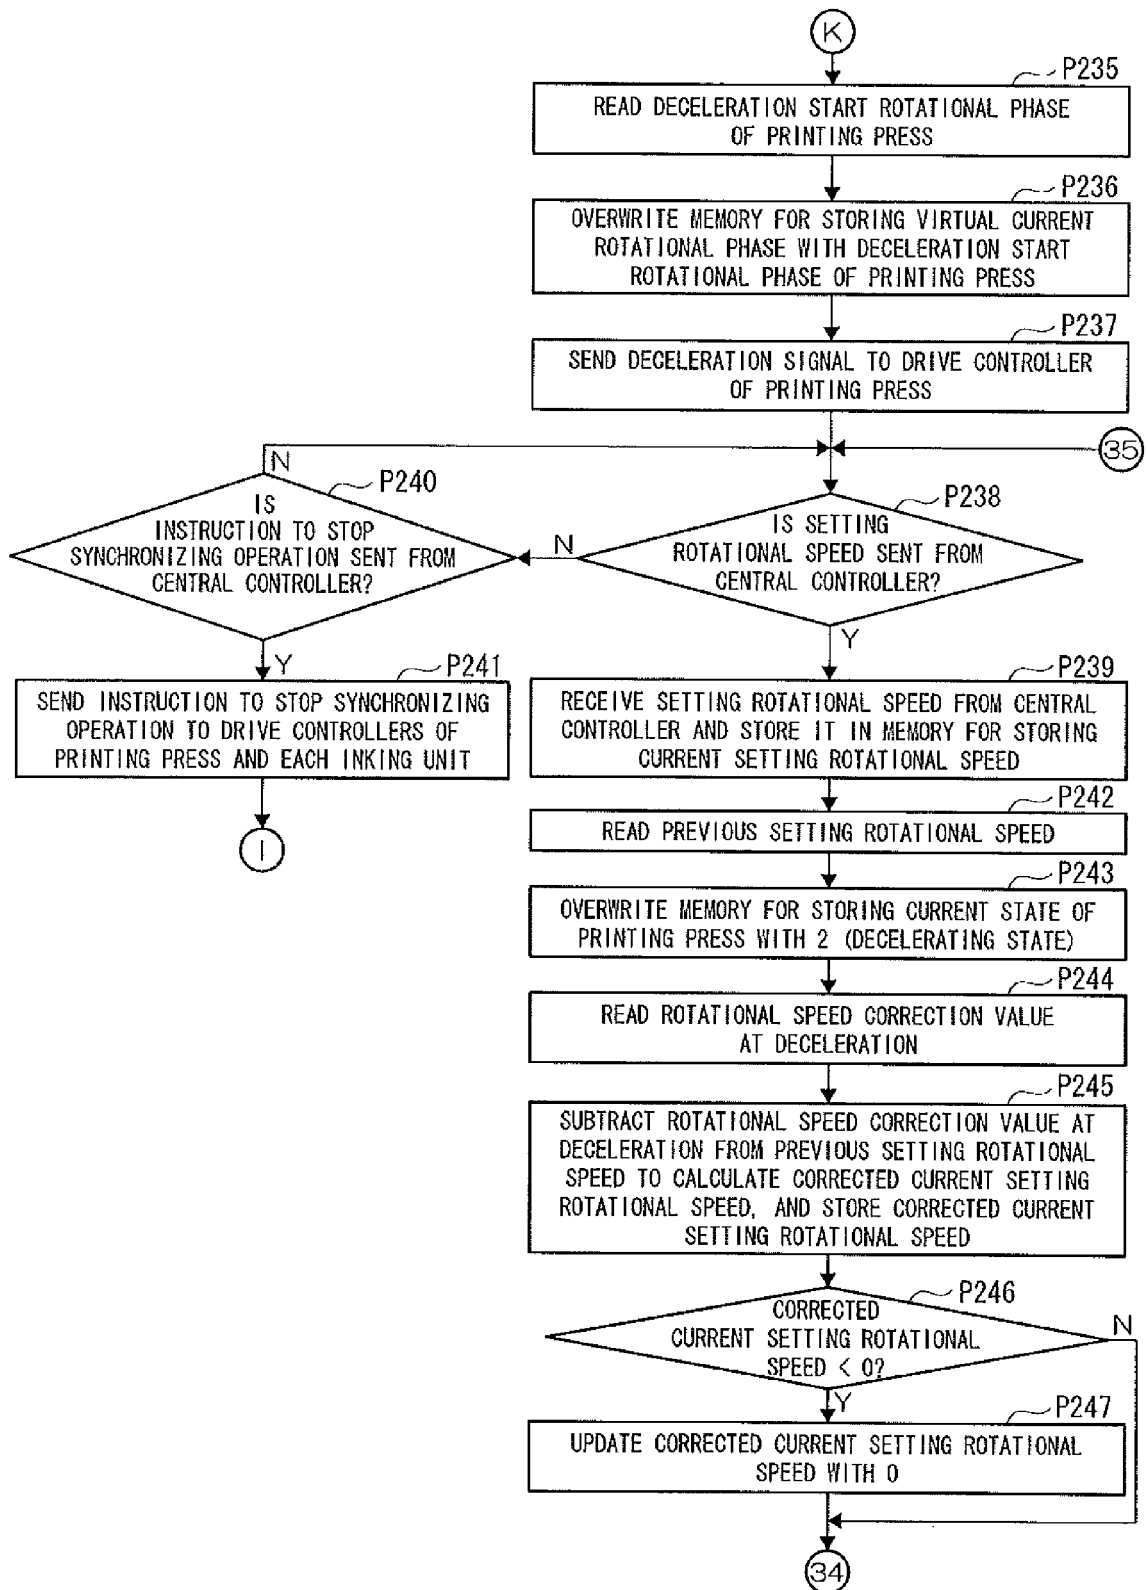 K
P235
READ DECELERATION START ROTATIONAL PHASE
OF PRINTING PRESS
P236
OVERWRITE MEMORY FOR STORING VIRTUAL CURRENT
ROTATIONAL PHASE WITH DECELERATION START
ROTATIONAL PHASE OF PRINTING PRESS
P237
SEND DECELERATION SIGNAL TO DRIVE CONTROLLER
OF PRINTING PRESS
35
N
P240
IS
INSTRUCTION TO STOP
SYNCHRONIZING OPERATION SENT FROM
CENTRAL CONTROLLER?
N
P238
IS SETTING
ROTATIONAL SPEED SENT FROM
CENTRAL CONTROLLER?
Y
P241
SEND INSTRUCTION TO STOP SYNCHRONIZING
OPERATION TO DRIVE CONTROLLERS OF
PRINTING PRESS AND EACH INKING UNIT
I
Y
P239
RECEIVE SETTING ROTATIONAL SPEED FROM CENTRAL
CONTROLLER AND STORE IT IN MEMORY FOR STORING
CURRENT SETTING ROTATIONAL SPEED
P242
READ PREVIOUS SETTING ROTATIONAL SPEED
P243
OVERWRITE MEMORY FOR STORING CURRENT STATE OF
PRINTING PRESS WITH 2 (DECELERATING STATE)
P244
READ ROTATIONAL SPEED CORRECTION VALUE
AT DECELERATION
P245
SUBTRACT ROTATIONAL SPEED CORRECTION VALUE AT
DECELERATION FROM PREVIOUS SETTING ROTATIONAL
SPEED TO CALCULATE CORRECTED CURRENT SETTING
ROTATIONAL SPEED, AND STORE CORRECTED CURRENT
SETTING ROTATIONAL SPEED
P246
CORRECTED
CURRENT SETTING ROTATIONAL
SPEED < 0?
N
Y
P247
UPDATE CORRECTED CURRENT SETTING ROTATIONAL
SPEED WITH 0
34